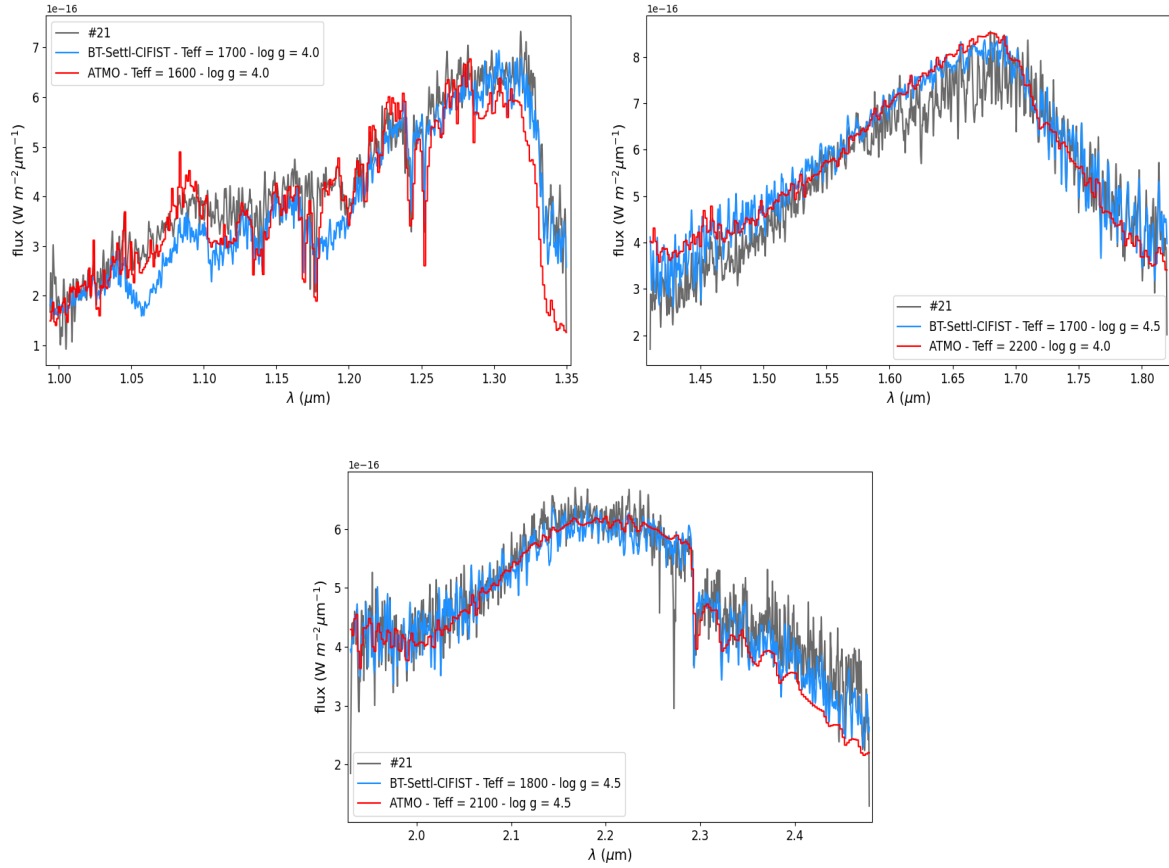 1e−16
#21
BT-Settl-CIFIST - Teff = 1700 - log g = 4.0
ATMO - Teff = 1600 - log g = 4.0
flux (W m−2 μm−1)
7
6
5
4
3
2
1
1.00 1.05 1.10 1.15 1.20 1.25 1.30 1.35
λ (μm)
1e−16
flux (W m−2 μm−1)
8
7
6
5
4
3
2
#21
BT-Settl-CIFIST - Teff = 1700 - log g = 4.5
ATMO - Teff = 2200 - log g = 4.0
1.45 1.50 1.55 1.60 1.65 1.70 1.75 1.80
λ (μm)
1e−16
flux (W m−2 μm−1)
6
5
4
3
2
#21
BT-Settl-CIFIST - Teff = 1800 - log g = 4.5
ATMO - Teff = 2100 - log g = 4.5
2.0 2.1 2.2 2.3 2.4
λ (μm)